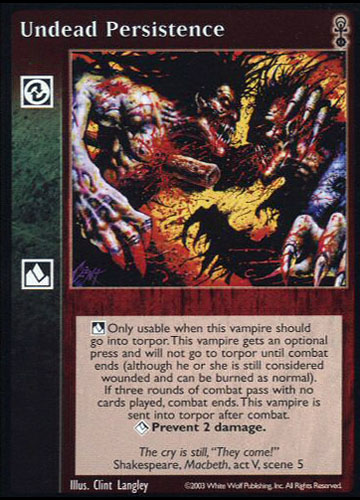 Undead Persistence
Only usable when this vampire should
go into torpor. This vampire gets an optional
press and will not go to torpor until combat
ends (although he or she is still considered
wounded and can be burned as normal).
If three rounds of combat pass with no
cards played, combat ends. This vampire is
sent into torpor after combat.
Prevent 2 damage.
The cry is still, "They come!"
Shakespeare, Macbeth, act V, scene 5
Illus. Clint Langley
©2003 White Wolf Publishing, Inc. All Rights Reserved.